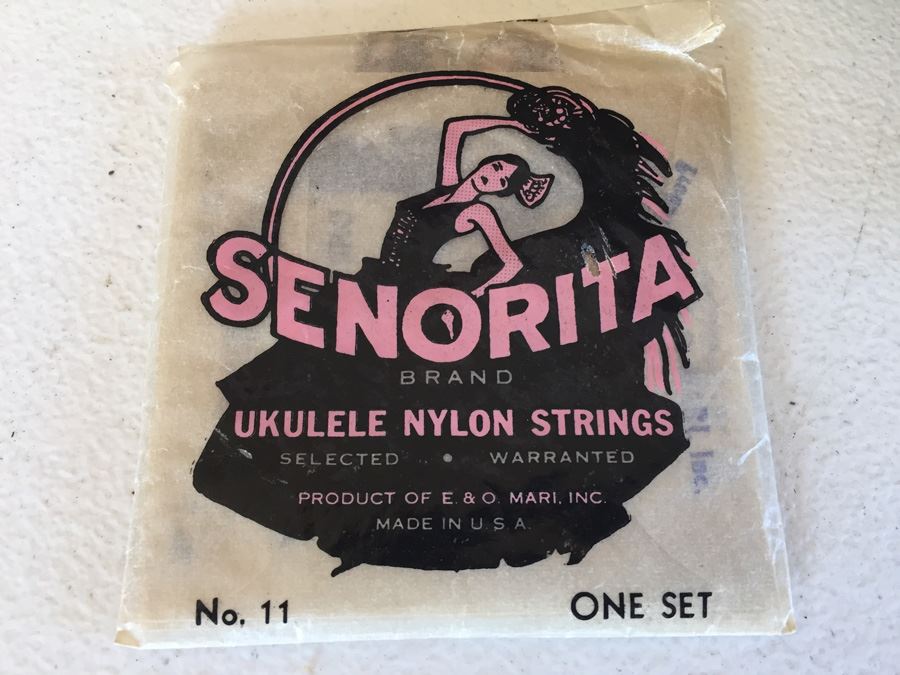 SENORITA
BRAND
UKULELE NYLON STRINGS
SELECTED • WARRANTED
PRODUCT OF E. & O. MARI, INC.
MADE IN U.S.A.
No. 11 ONE SET